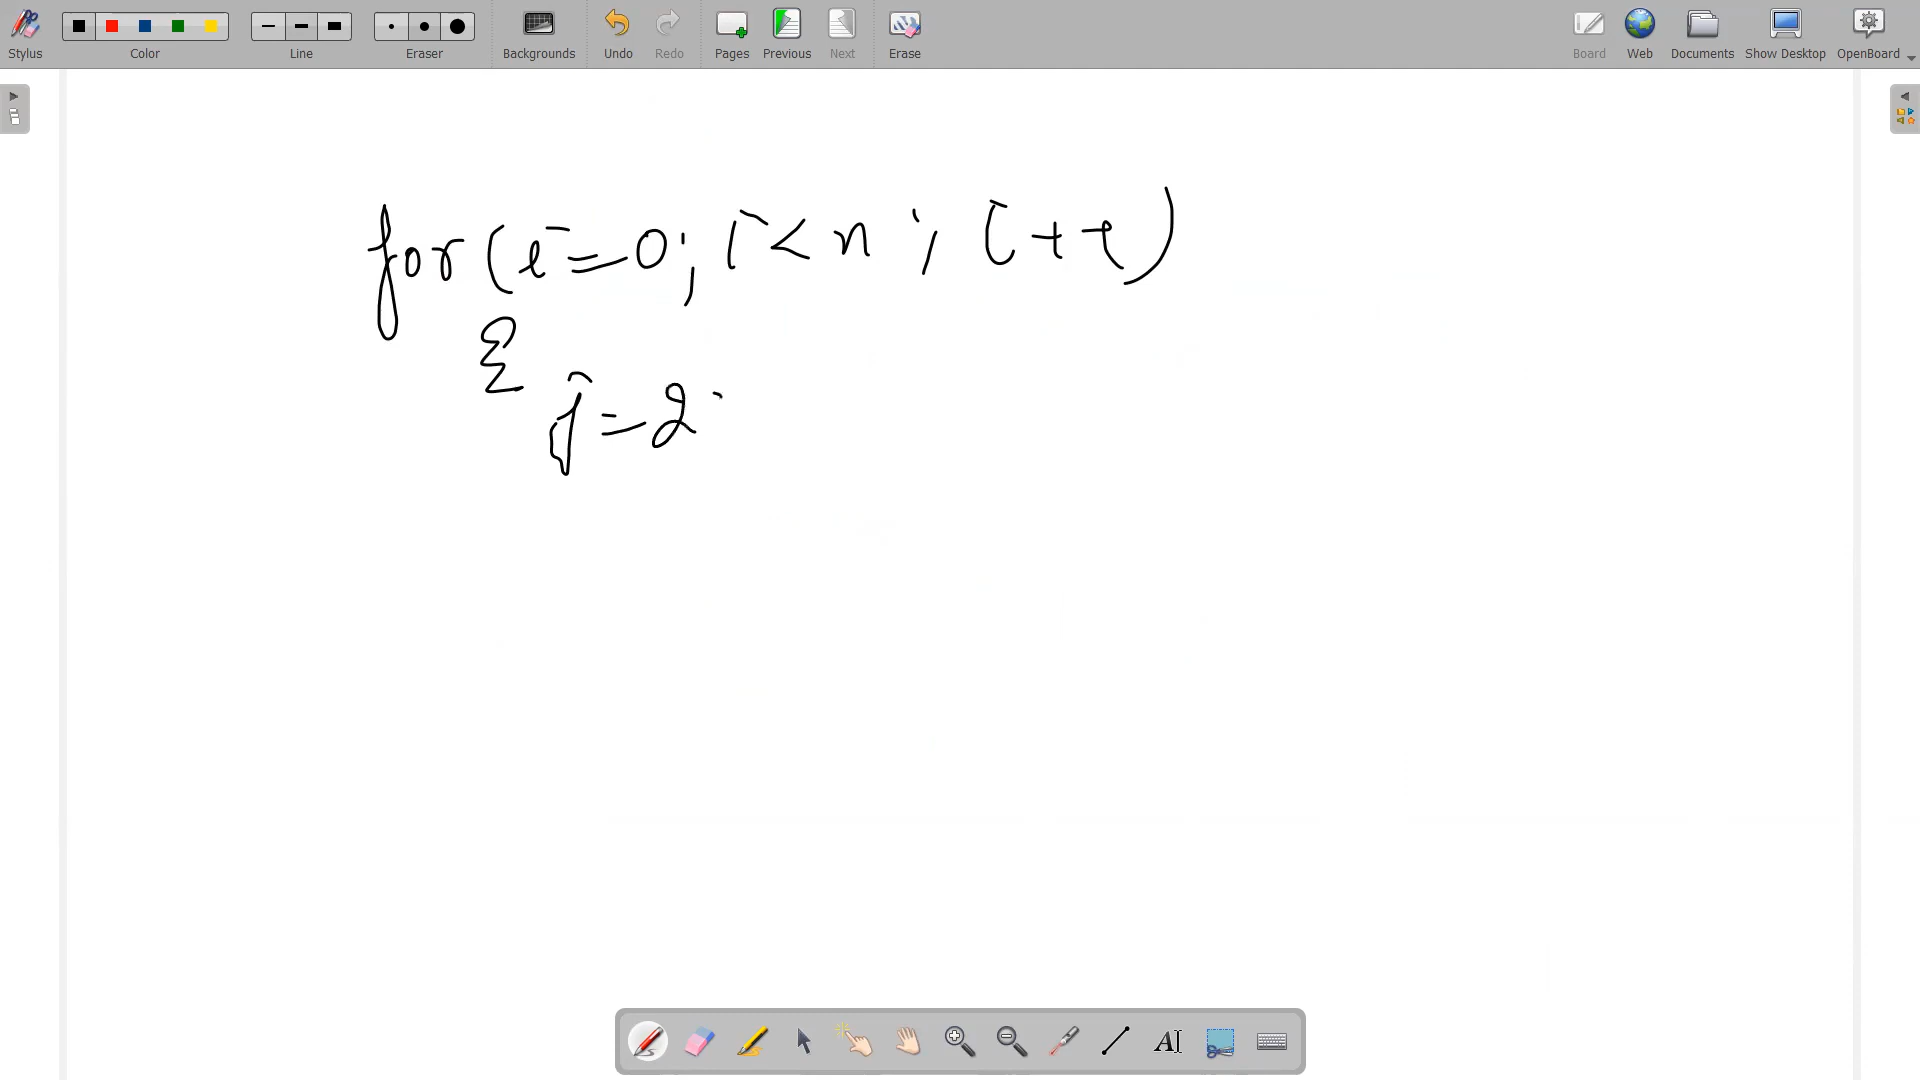 Stylus Color Line Eraser Backgrounds Undo Redo Pages Previous Next Erase Board Web Documents Show Desktop OpenBoard
for(i=0; i<n; i++)
{
j=2